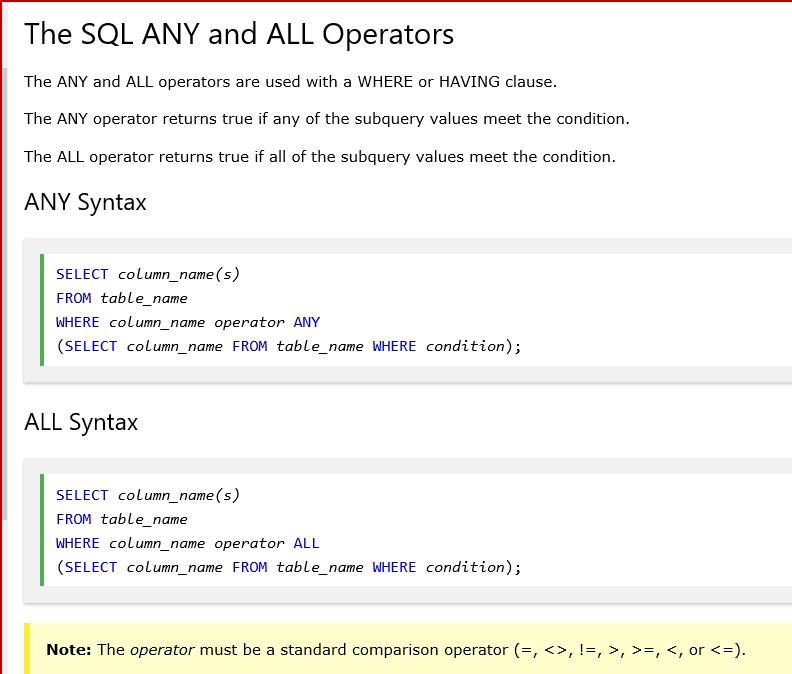 The SQL ANY and ALL Operators
The ANY and ALL operators are used with a WHERE or HAVING clause.
The ANY operator returns true if any of the subquery values meet the condition.
The ALL operator returns true if all of the subquery values meet the condition.
ANY Syntax
SELECT column_name(s)
FROM table_name
WHERE column_name operator ANY
(SELECT column_name FROM table_name WHERE condition);
ALL Syntax
SELECT column_name(s)
FROM table_name
WHERE column_name operator ALL
(SELECT column_name FROM table_name WHERE condition);
Note: The operator must be a standard comparison operator (=, <>, !=, >, >=, <, or <=).